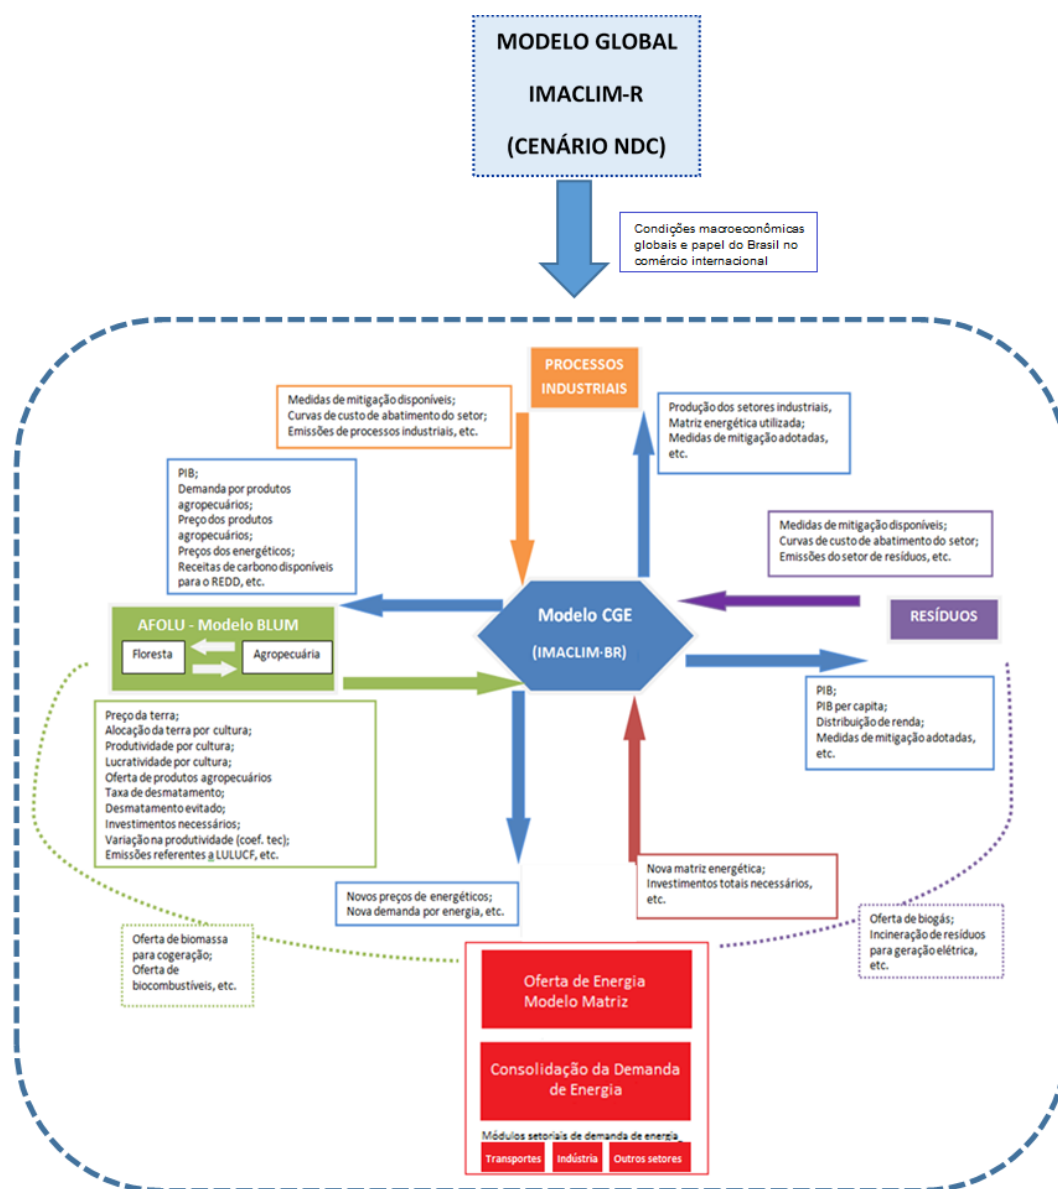 MODELO GLOBAL
IMACLIM-R
(CENÁRIO NDC)
Condições macroeconômicas
globais e papel do Brasil no
comércio internacional
PROCESSOS
INDUSTRIAIS
Medidas de mitigação disponíveis;
Curvas de custo de abatimento do setor;
Emissões de processos industriais, etc.
Produção dos setores industriais,
Matriz energética utilizada;
Medidas de mitigação adotadas,
etc.
PIB;
Demanda por produtos
agropecuários;
Preço dos produtos
agropecuários;
Preços dos energéticos;
Receitas de carbono disponíveis
para o REDD, etc.
Medidas de mitigação disponíveis;
Curvas de custo de abatimento do setor;
Emissões do setor de resíduos, etc.
AFOLU - Modelo BLUM
Floresta
Agropecuária
Modelo CGE
(IMACLIM-BR)
RESÍDUOS
Preço da terra;
Alocação da terra por cultura;
Produtividade por cultura;
Lucratividade por cultura;
Oferta de produtos agropecuários
Taxa de desmatamento;
Desmatamento evitado;
Investimentos necessários;
Variação na produtividade (coef. tec);
Emissões referentes a LULUCF, etc.
PIB;
PIB per capita;
Distribuição de renda;
Medidas de mitigação adotadas,
etc.
Novos preços de energéticos;
Nova demanda por energia, etc.
Nova matriz energética;
Investimentos totais necessários,
etc.
Oferta de biomassa
para cogeração;
Oferta de
biocombustíveis, etc.
Oferta de biogás;
Incineração de resíduos
para geração elétrica,
etc.
Oferta de Energia
Modelo Matriz
Consolidação da Demanda
de Energia
Módulos setoriais de demanda de energia
Transportes
Indústria
Outros setores